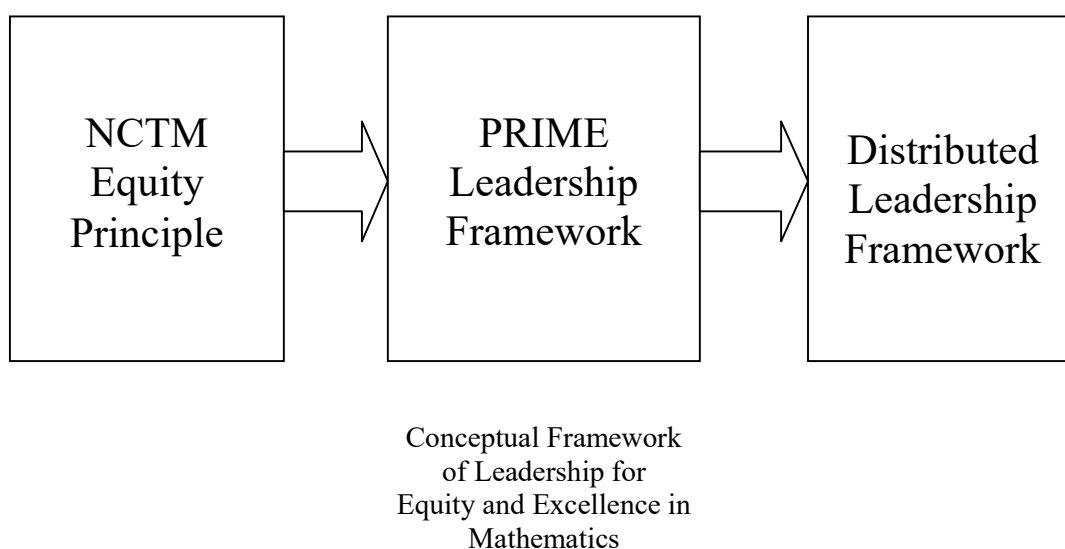 NCTM
Equity
Principle
PRIME
Leadership
Framework
Distributed
Leadership
Framework
Conceptual Framework
of Leadership for
Equity and Excellence in
Mathematics